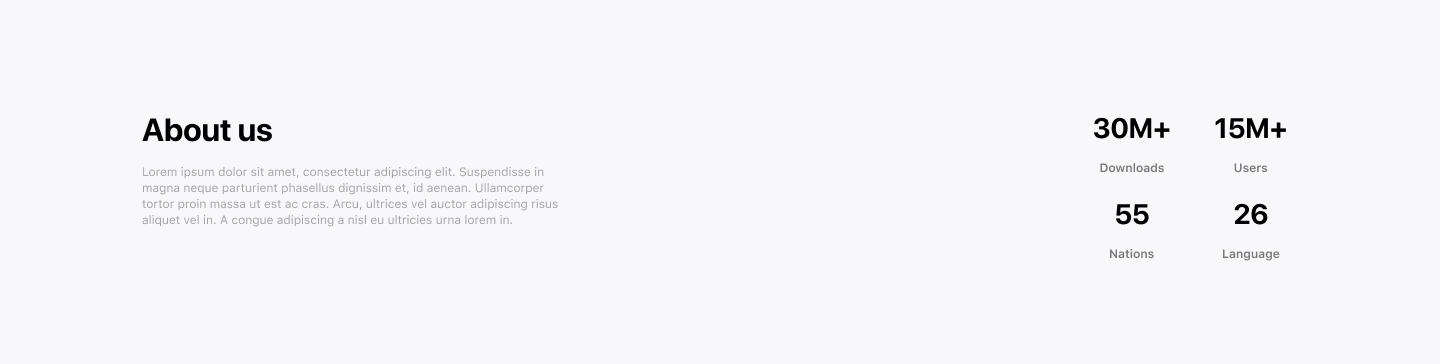 About us
Lorem ipsum dolor sit amet, consectetur adipiscing elit. Suspendisse in
magna neque parturient phasellus dignissim et, id aenean. Ullamcorper
tortor proin massa ut est ac cras. Arcu, ultrices vel auctor adipiscing risus
aliquet vel in. A congue adipiscing a nisl eu ultricies urna lorem in.
30M+ 15M+
Downloads Users
55 26
Nations Language